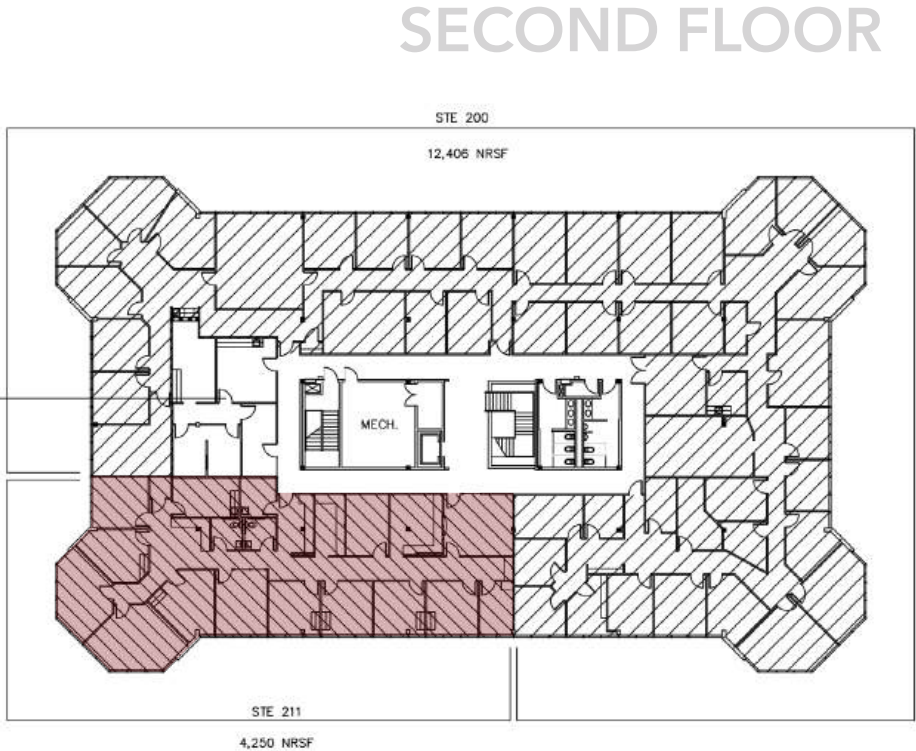 SECOND FLOOR
STE 200
12,406 NRSF
MECH.
STE 211
4,250 NRSF